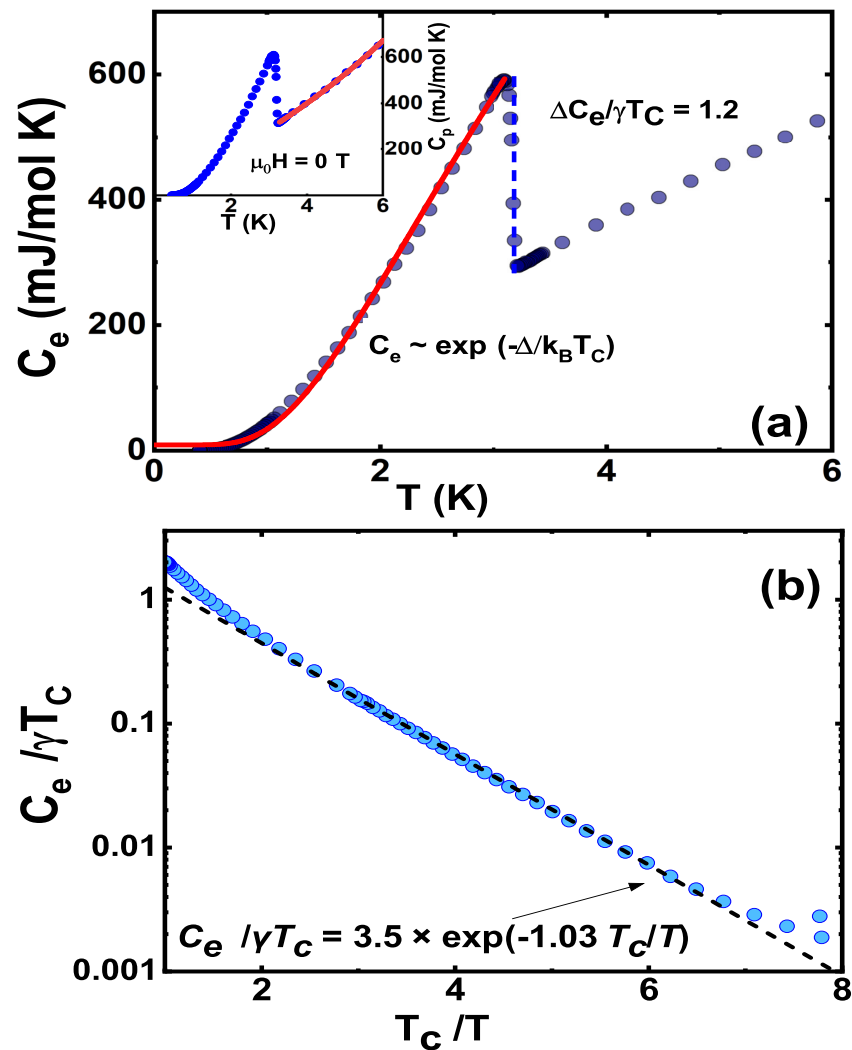 600
400
200
0
0
2
4
6
C_e (mJ/mol K)
T (K)
ΔC_e/γT_C = 1.2
C_e ~ exp (-Δ/k_BT_C)
(a)
600
400
200
C_p (mJ/mol K)
μ₀H = 0 T
2
4
6
T (K)
1
0.1
0.01
0.001
2
4
6
8
C_e /γT_C
T_c /T
(b)
C_e /γT_c = 3.5 × exp(-1.03 T_c/T)